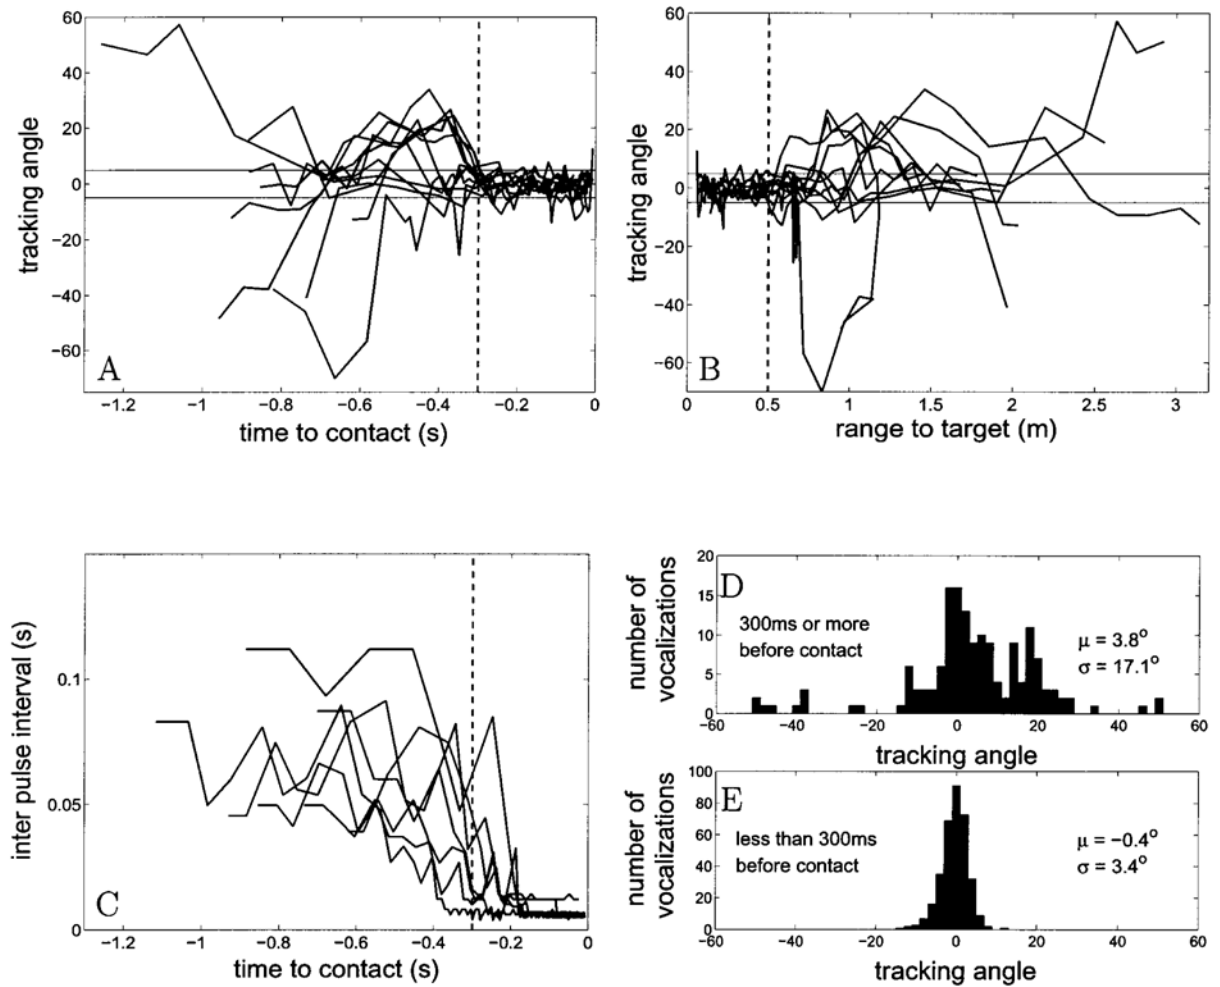 60
40
20
0
−20
−40
−60
tracking angle
A
−1.2
−1
−0.8
−0.6
−0.4
−0.2
0
time to contact (s)
60
40
20
0
−20
−40
−60
tracking angle
B
0
0.5
1
1.5
2
2.5
3
range to target (m)
0.1
0.05
0
inter pulse interval (s)
C
−1.2
−1
−0.8
−0.6
−0.4
−0.2
0
time to contact (s)
20
15
10
5
0
number of
vocalizations
D
300ms or more
before contact
μ = 3.8°
σ = 17.1°
−60
−40
−20
0
20
40
60
tracking angle
100
80
60
40
20
0
number of
vocalizations
E
less than 300ms
before contact
μ = −0.4°
σ = 3.4°
−60
−40
−20
0
20
40
60
tracking angle